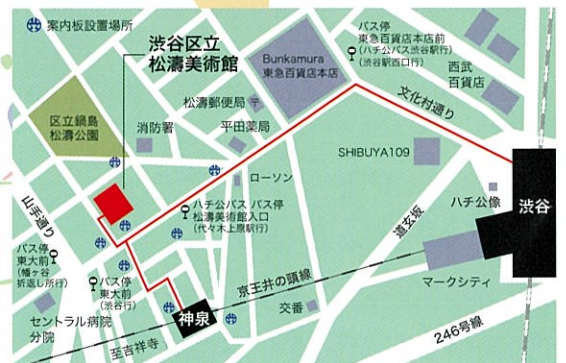 案内板設置場所
渋谷区立
松濤美術館
Bunkamura
東急百貨店本店
バス停
東急百貨店本店前
(ハチ公バス渋谷駅行)
(渋谷駅西口行)
西武
百貨店
文化村通り
区立鍋島
松濤公園
松濤郵便局
消防署
平田薬局
SHIBUYA109
ローソン
ハチ公像
渋谷
山手通り
ハチ公バス バス停
松濤美術館入口
(代々木上原駅行)
道玄坂
バス停
東大前
(幡ヶ谷
折返し所行)
バス停
東大前
(渋谷行)
京王井の頭線
マークシティ
交番
神泉
セントラル病院
分院
至吉祥寺
246号線